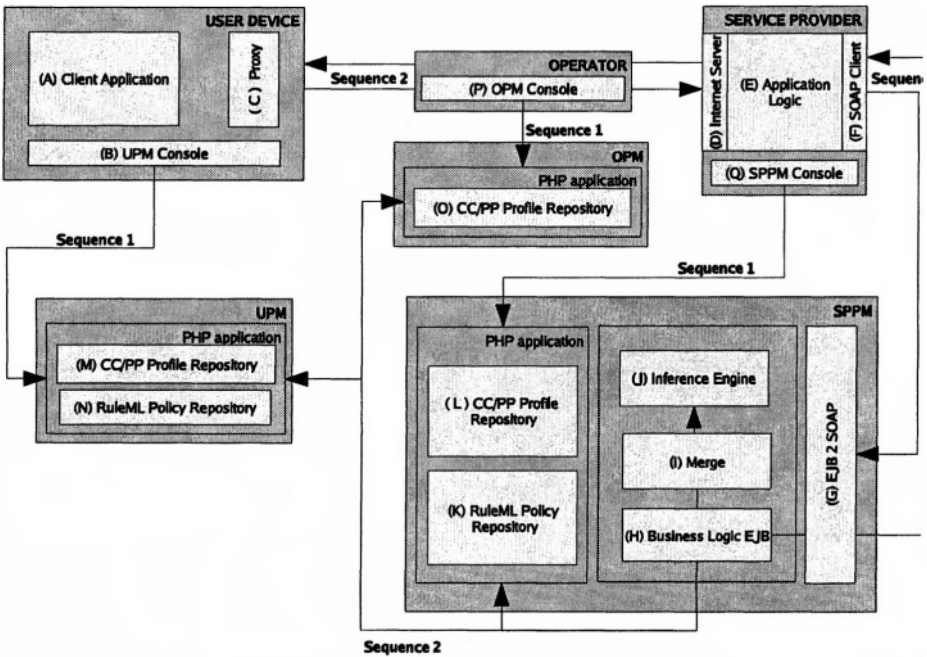 USER DEVICE
(A) Client Application
(C) Proxy
(B) UPM Console
Sequence 2
OPERATOR
(P) OPM Console
SERVICE PROVIDER
(D) Internet Server
(E) Application
Logic
(F) SOAP Client
(Q) SPPM Console
Sequen
Sequence 1
OPM
PHP application
(O) CC/PP Profile Repository
Sequence 1
Sequence 1
UPM
PHP application
(M) CC/PP Profile Repository
(N) RuleML Policy Repository
SPPM
PHP application
(L) CC/PP Profile
Repository
(K) RuleML Policy
Repository
(J) Inference Engine
(I) Merge
(H) Business Logic EJB
(G) EJB 2 SOAP
Sequence 2